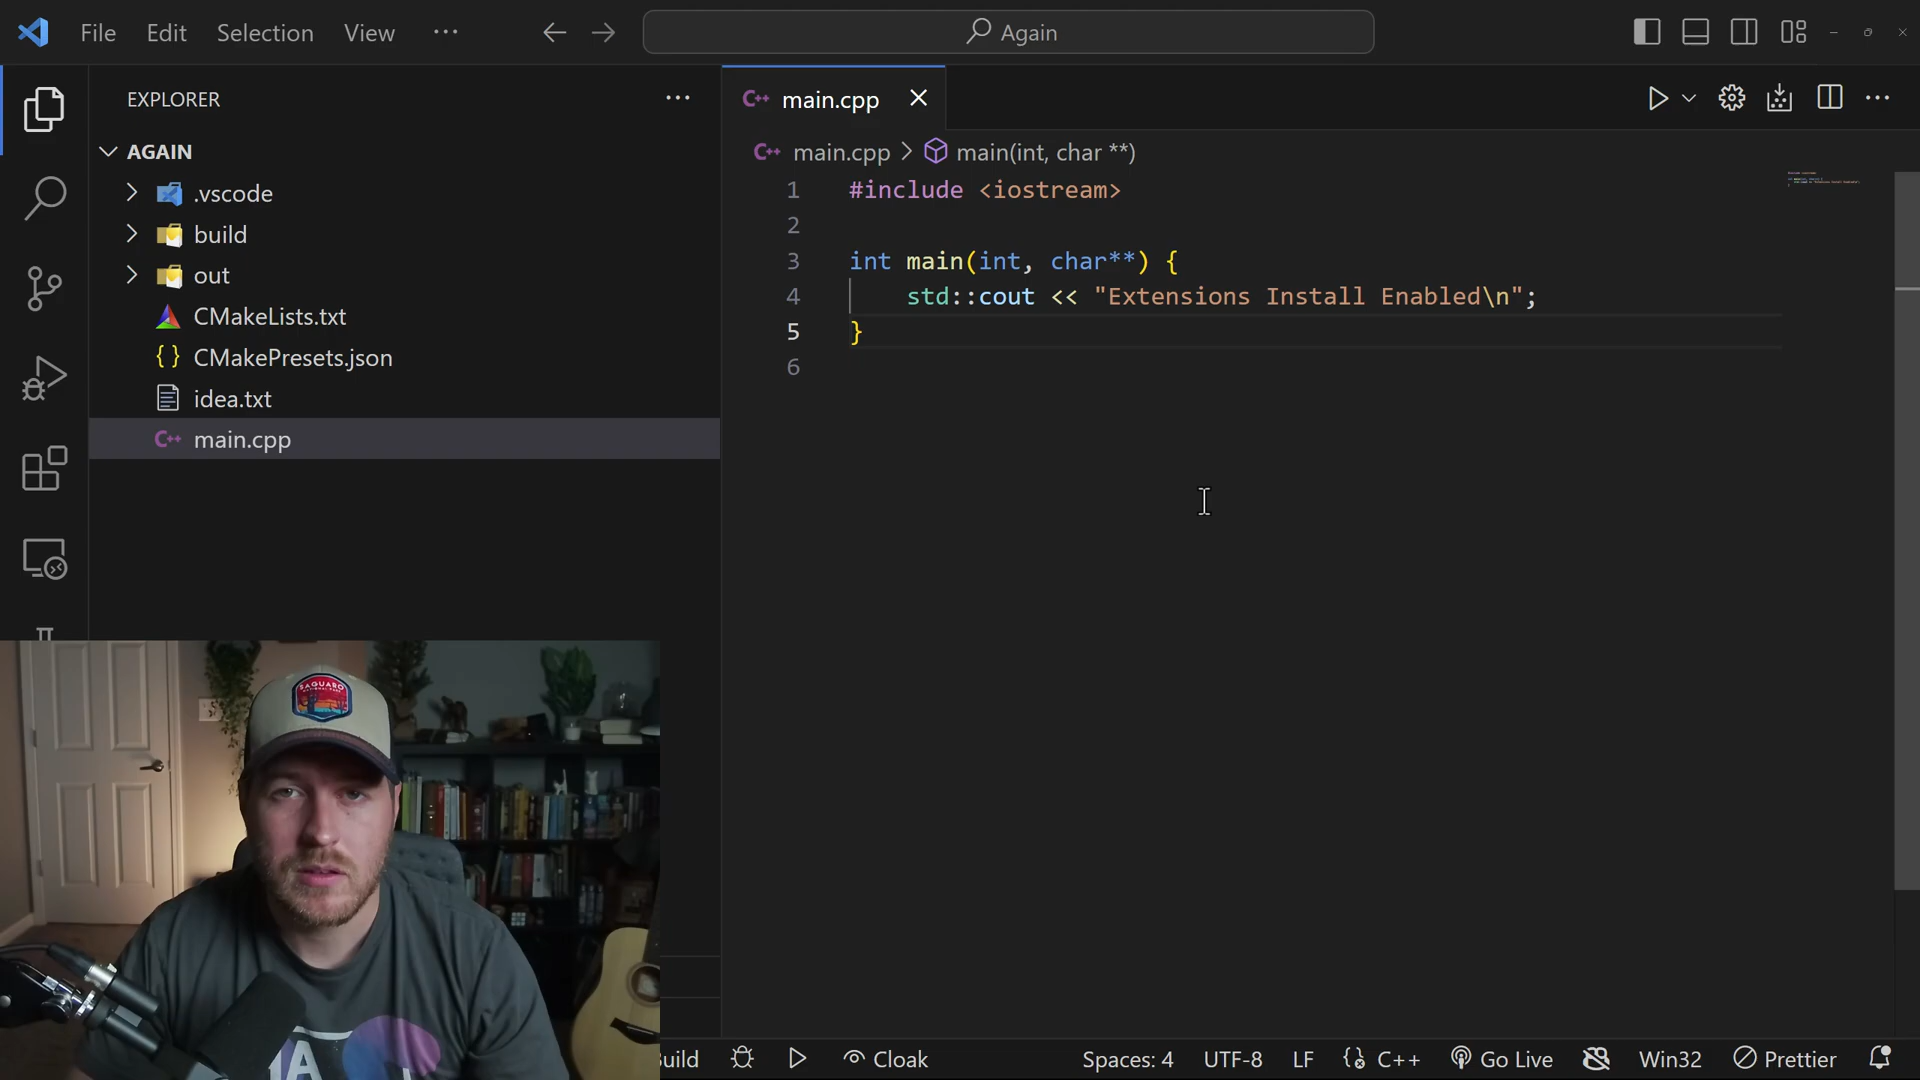 File Edit Selection View ··· Again
EXPLORER ···
AGAIN
.vscode
build
out
CMakeLists.txt
CMakePresets.json
idea.txt
main.cpp
main.cpp
main.cpp > main(int, char **)
1 #include <iostream>
2
3 int main(int, char**) {
4 std::cout << "Extensions Install Enabled\n";
5 }
6
SAGUARO
uild Cloak Spaces: 4 UTF-8 LF C++ Go Live Win32 Prettier